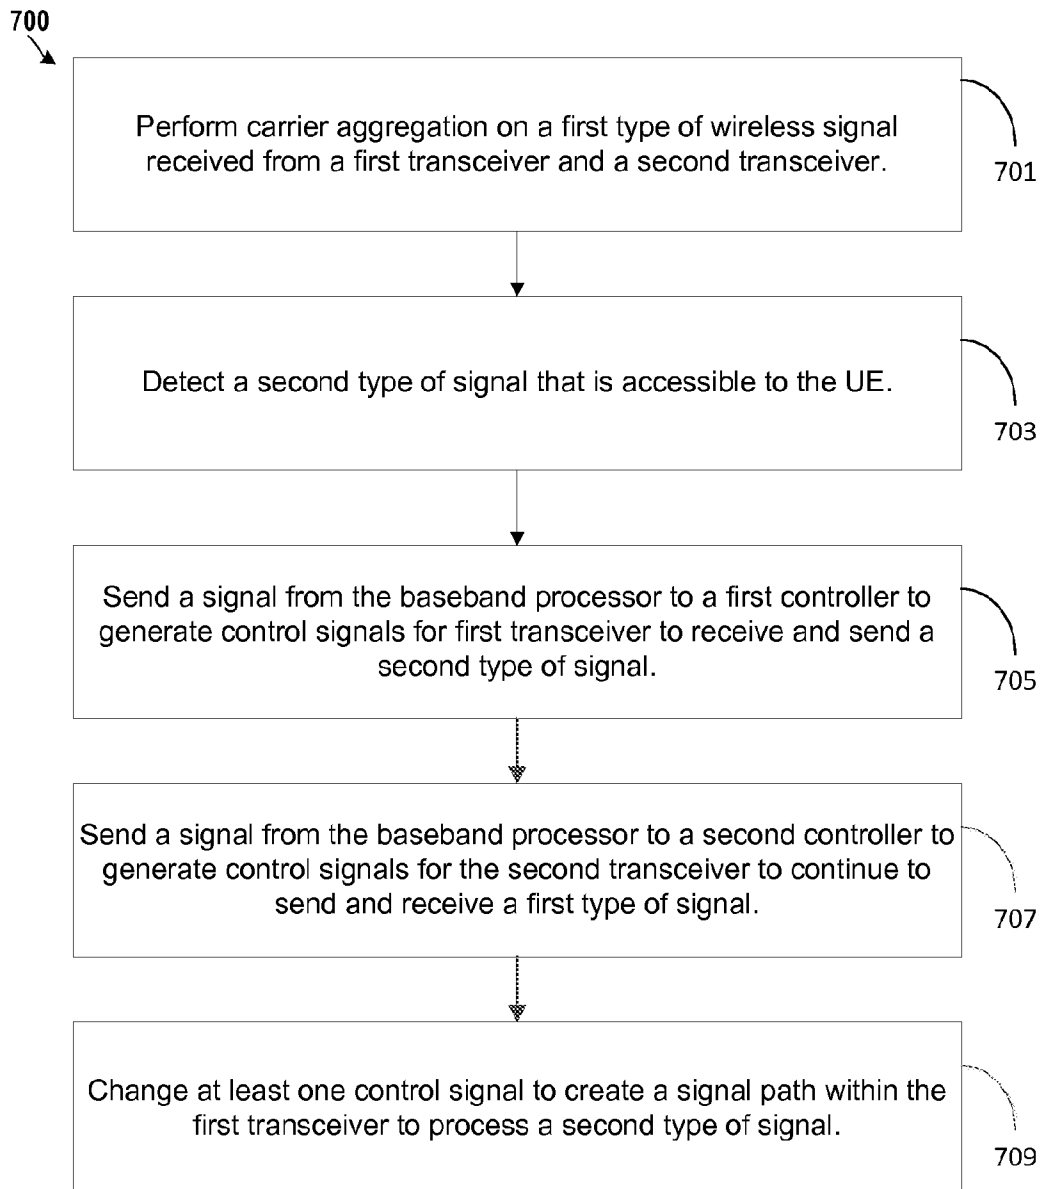 700
Perform carrier aggregation on a first type of wireless signal
received from a first transceiver and a second transceiver.
701
Detect a second type of signal that is accessible to the UE.
703
Send a signal from the baseband processor to a first controller to
generate control signals for first transceiver to receive and send a
second type of signal.
705
Send a signal from the baseband processor to a second controller to
generate control signals for the second transceiver to continue to
send and receive a first type of signal.
707
Change at least one control signal to create a signal path within the
first transceiver to process a second type of signal.
709